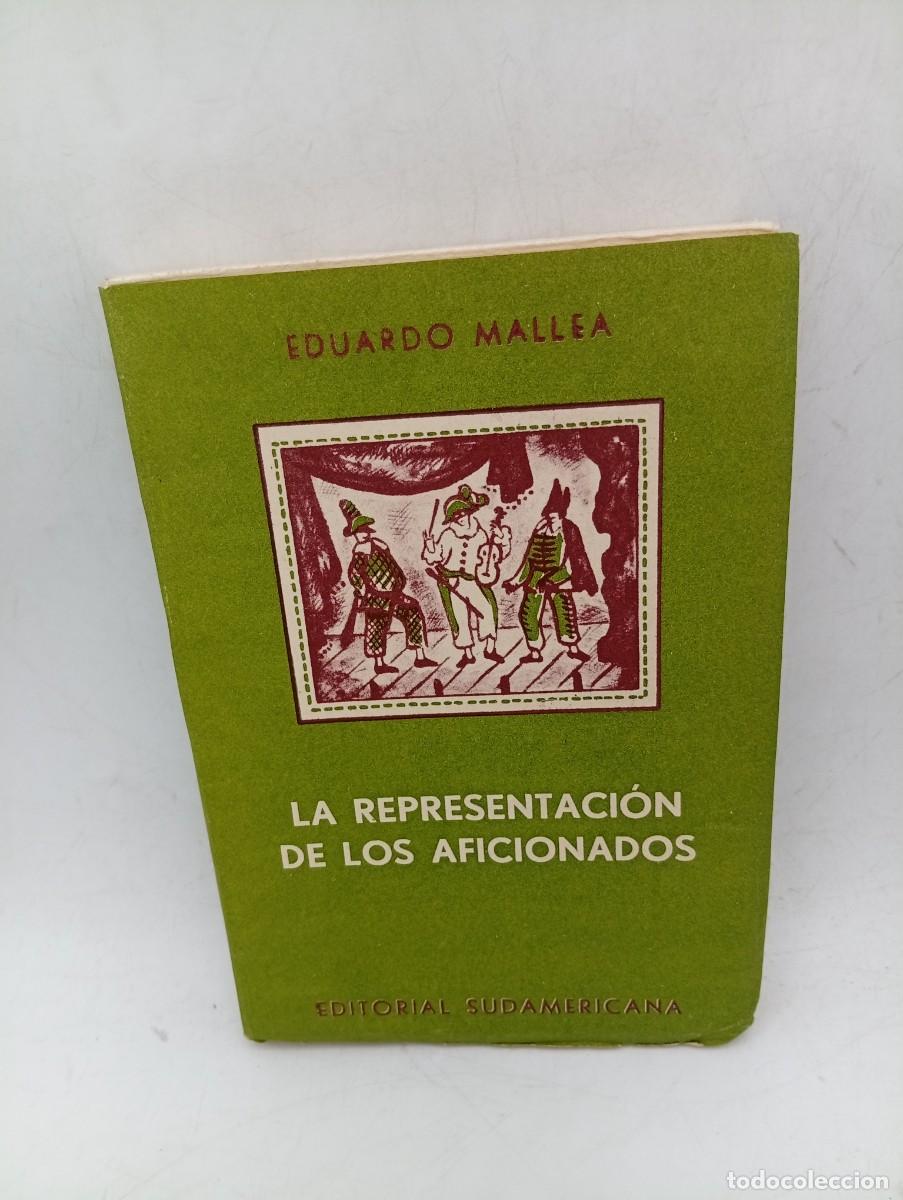 EDUARDO MALLEA
LA REPRESENTACIÓN
DE LOS AFICIONADOS
EDITORIAL SUDAMERICANA
todocoleccion